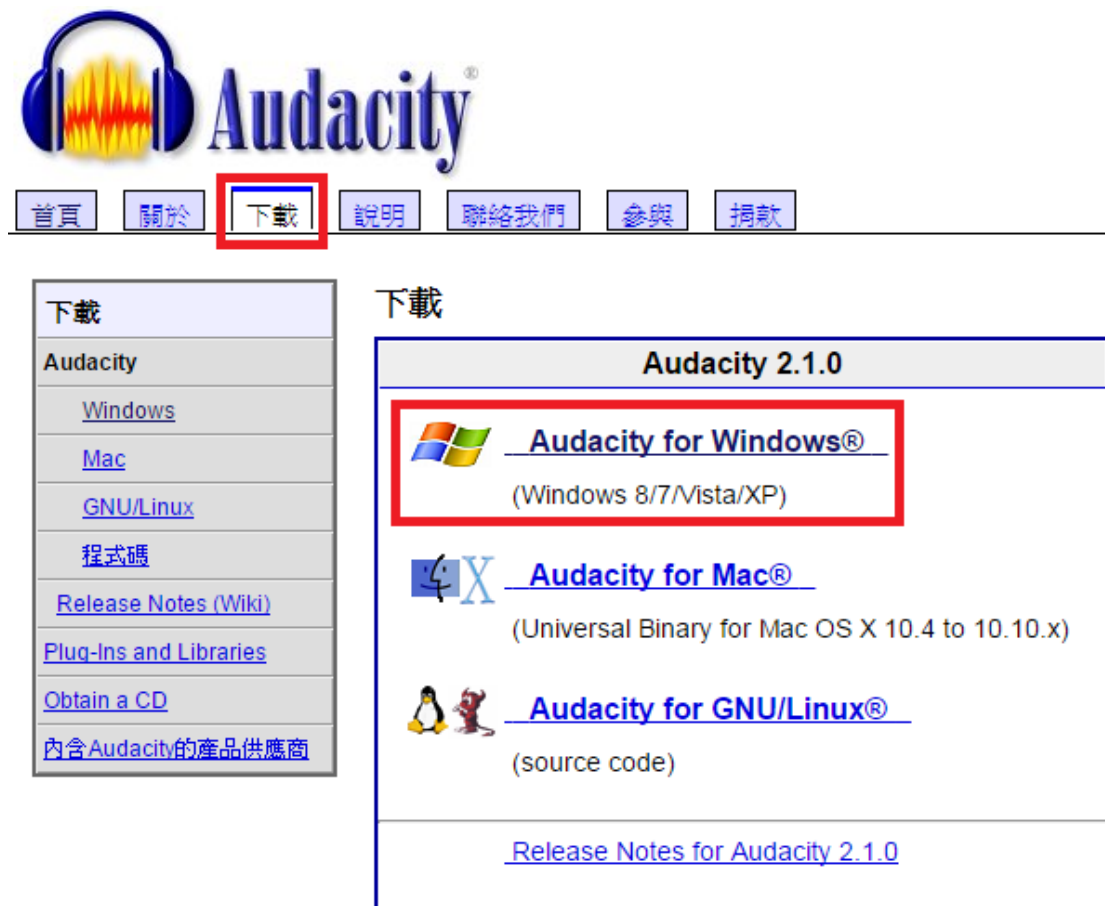 Audacity®
首頁 關於 下載 說明 聯絡我們 參與 捐款
下載
Audacity
Windows
Mac
GNU/Linux
程式碼
Release Notes (Wiki)
Plug-Ins and Libraries
Obtain a CD
內含Audacity的產品供應商
下載
Audacity 2.1.0
Audacity for Windows®
(Windows 8/7/Vista/XP)
X
Audacity for Mac®
(Universal Binary for Mac OS X 10.4 to 10.10.x)
Audacity for GNU/Linux®
(source code)
Release Notes for Audacity 2.1.0